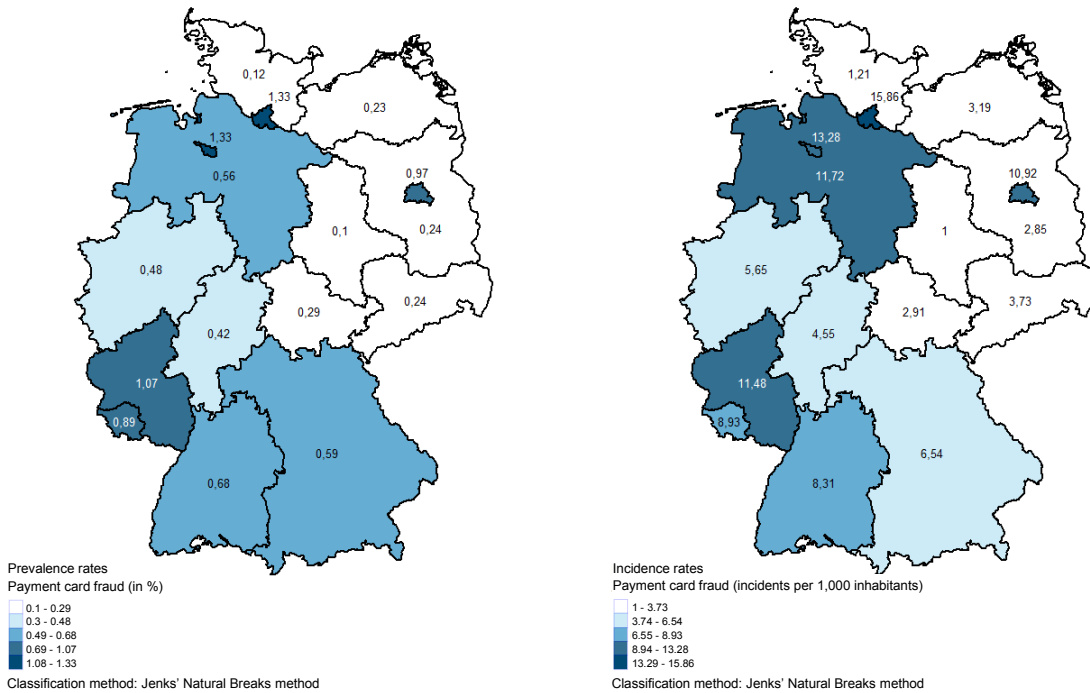 0,12
1,33
0,23
1,33
0,97
0,56
0,24
0,1
0,48
0,24
0,29
0,42
1,07
0,89
0,59
0,68
Prevalence rates
Payment card fraud (in %)
0.1 - 0.29
0.3 - 0.48
0.49 - 0.68
0.69 - 1.07
1.08 - 1.33
Classification method: Jenks' Natural Breaks method
1,21
15,86
3,19
13,28
10,92
11,72
2,85
1
5,65
3,73
2,91
4,55
11,48
8,93
6,54
8,31
Incidence rates
Payment card fraud (incidents per 1,000 inhabitants)
1 - 3.73
3.74 - 6.54
6.55 - 8.93
8.94 - 13.28
13.29 - 15.86
Classification method: Jenks' Natural Breaks method